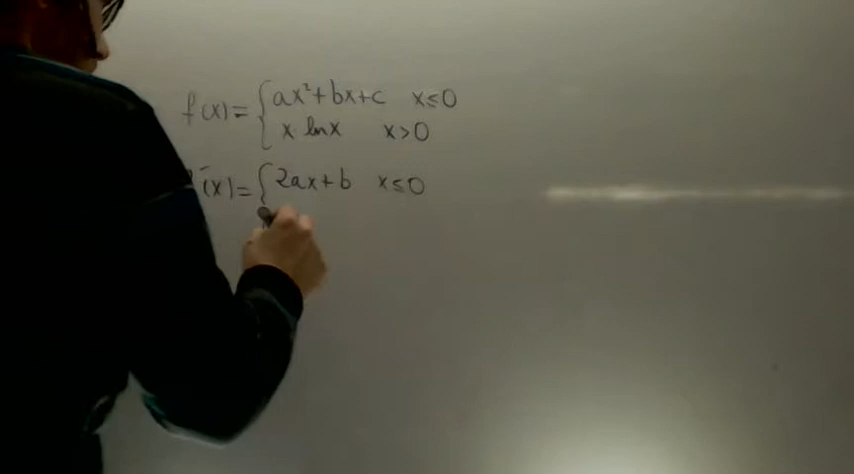 f(x) = { ax²+bx+c x≤0
x·lnx x>0
f'(x) = { 2ax+b x≤0